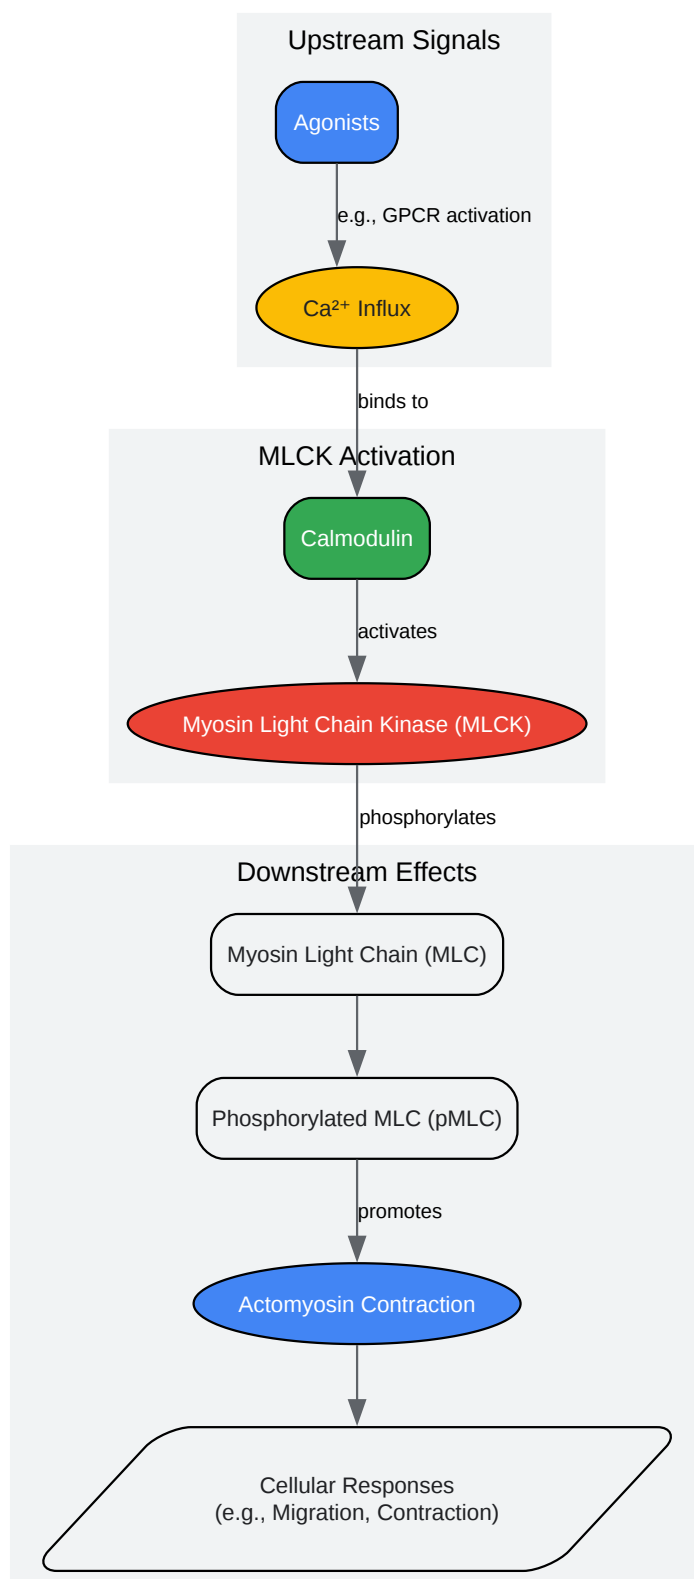 Upstream Signals
Agonists
e.g., GPCR activation
Ca²⁺ Influx
binds to
MLCK Activation
Calmodulin
activates
Myosin Light Chain Kinase (MLCK)
phosphorylates
Downstream Effects
Myosin Light Chain (MLC)
Phosphorylated MLC (pMLC)
promotes
Actomyosin Contraction
Cellular Responses
(e.g., Migration, Contraction)